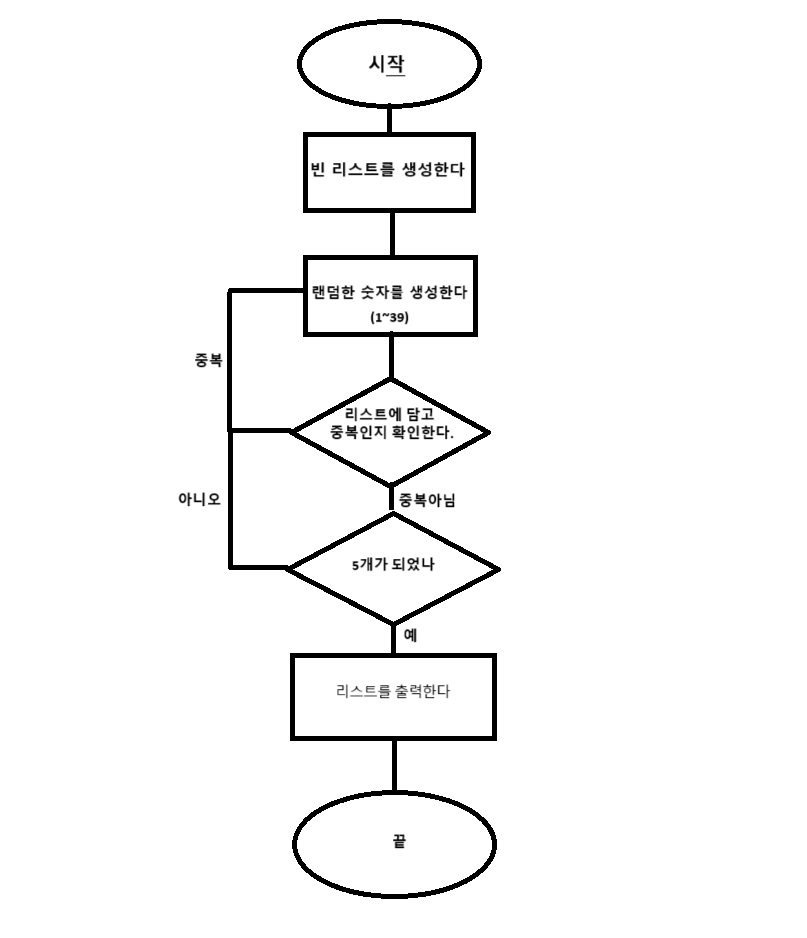 시작
빈 리스트를 생성한다
랜덤한 숫자를 생성한다
(1~39)
중복
리스트에 담고
중복인지 확인한다.
아니오
중복아님
5개가 되었나
예
리스트를 출력한다
끝